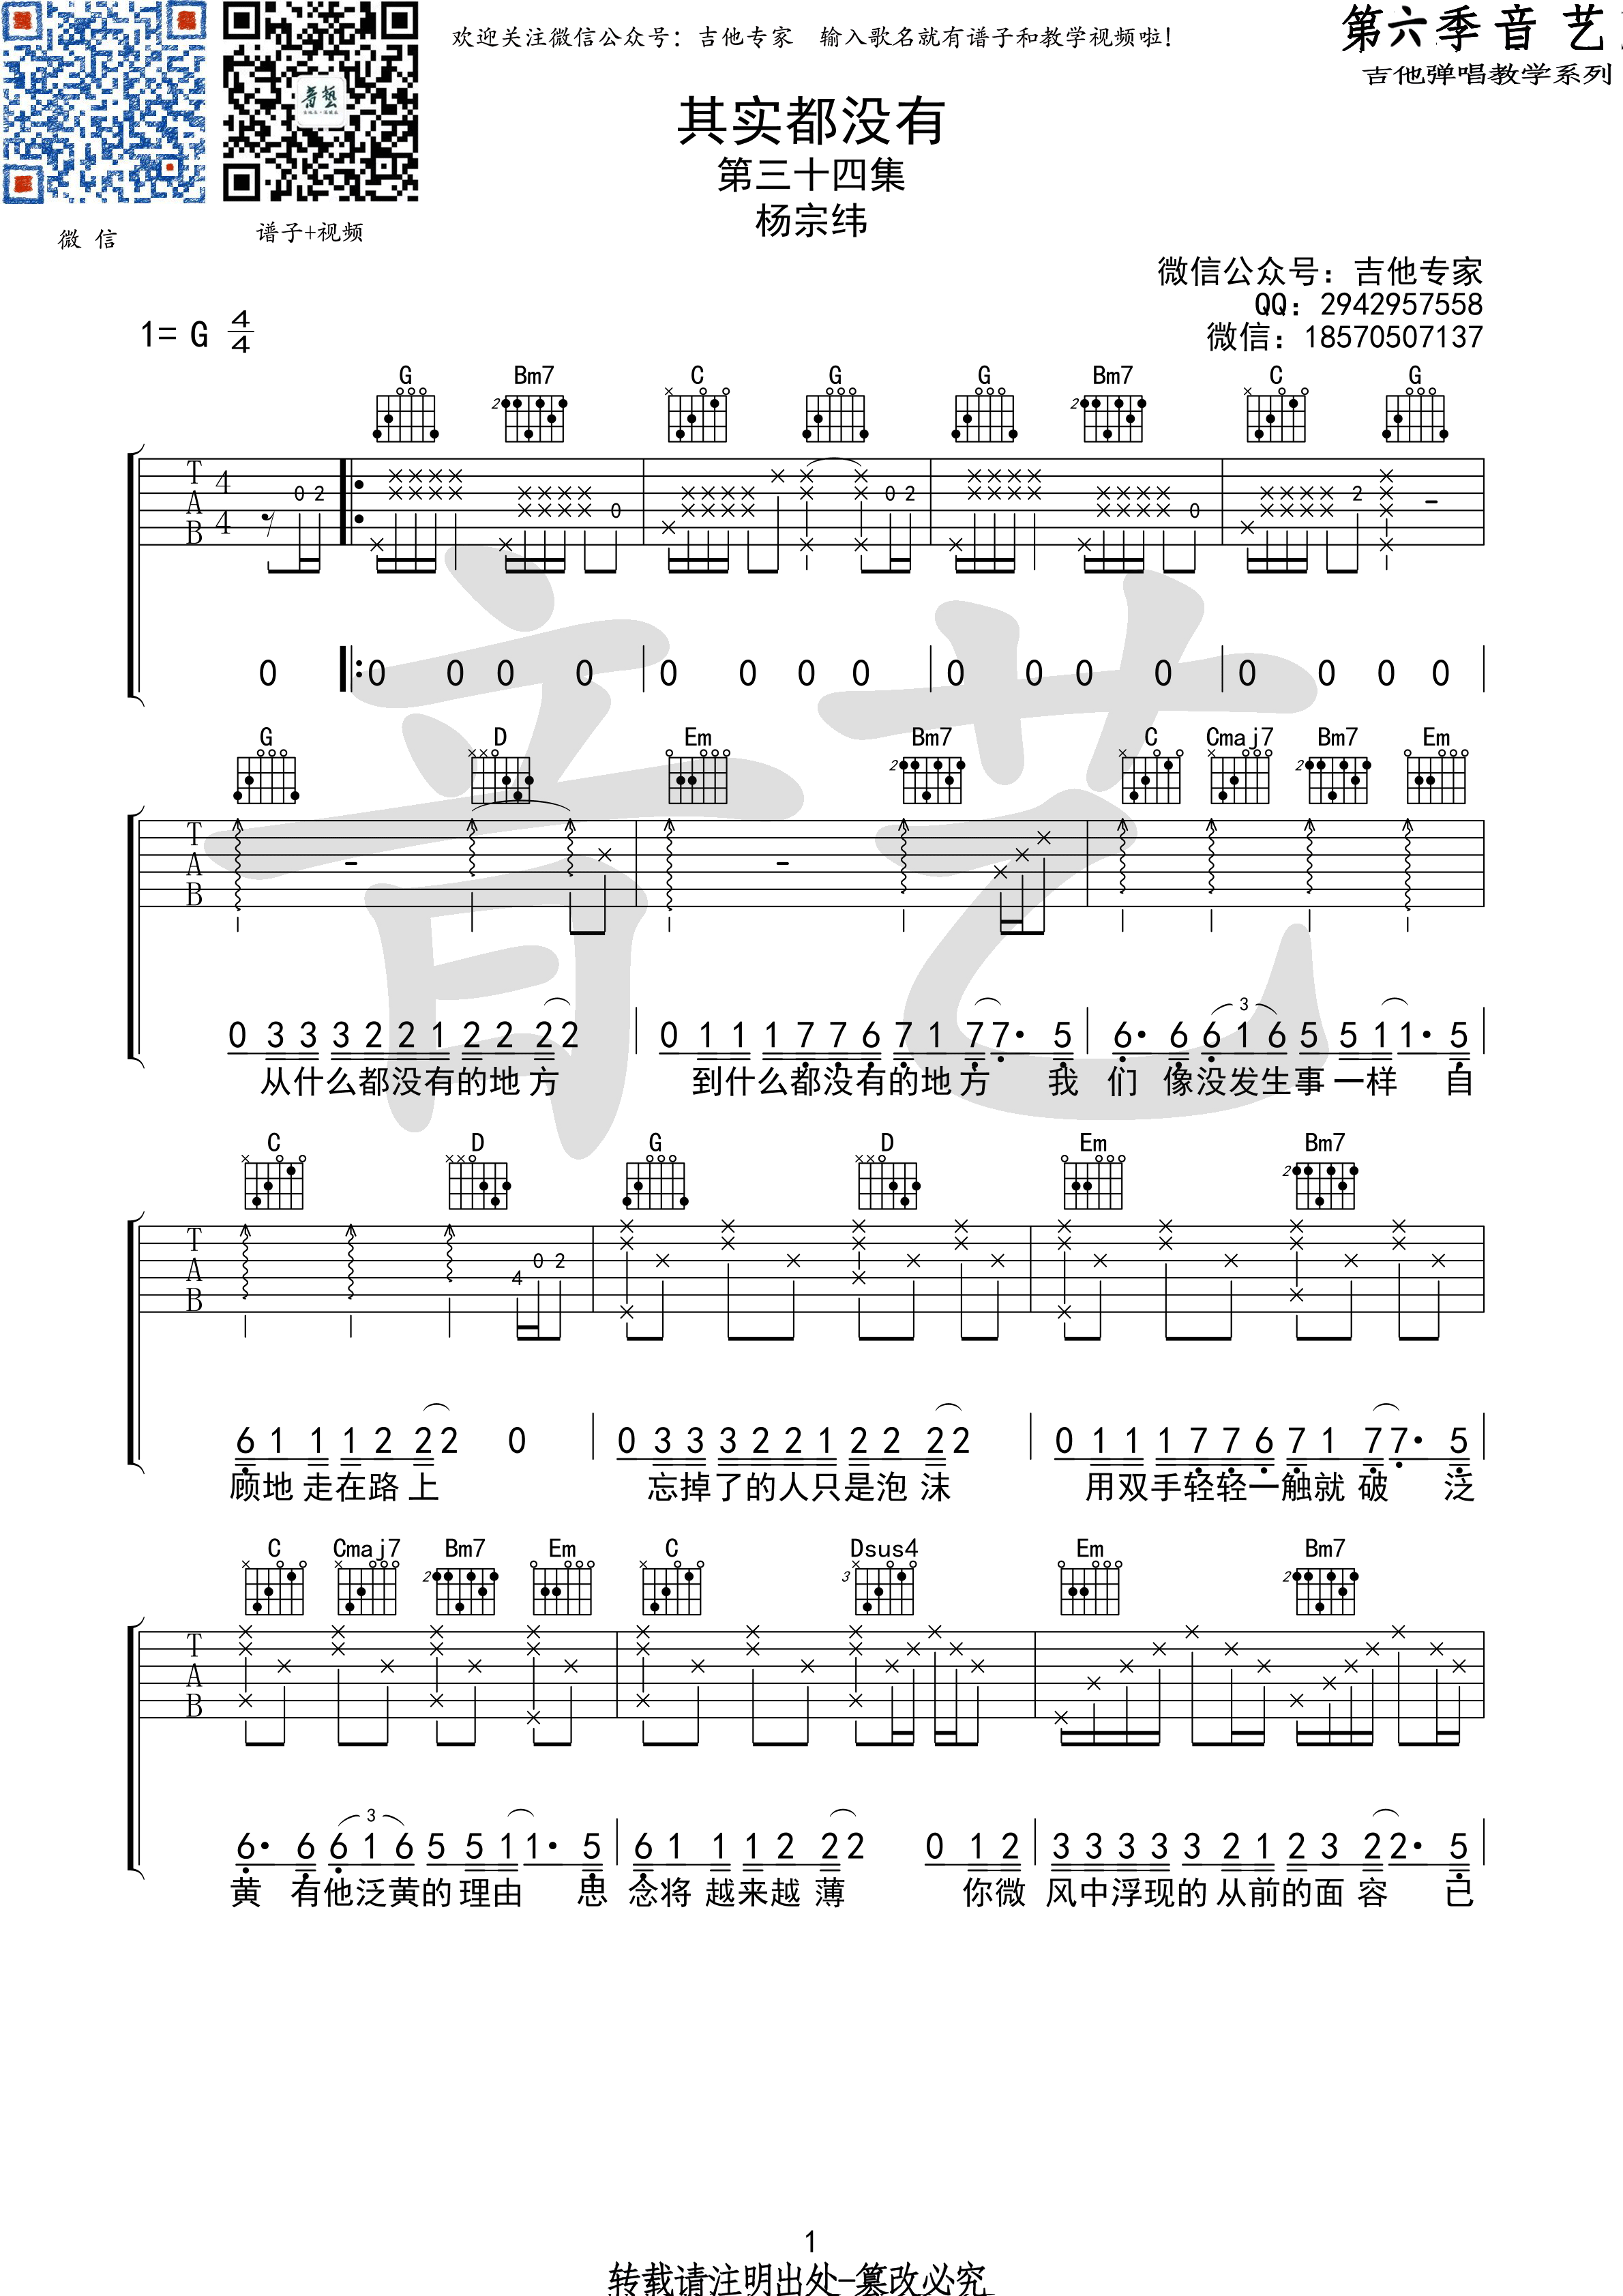 欢迎关注微信公众号：吉他专家　输入歌名就有谱子和教学视频啦！
第六季音 艺
吉他弹唱教学系列
音藝
微 信
谱子+视频
其实都没有
第三十四集
杨宗纬
微信公众号：吉他专家
QQ：2942957558
微信：18570507137
1= G 4/4
G Bm7 C G G Bm7 C G
2 2
T A B 4/4 0 2 0 0 2 0 2
0 0 0 0 0 0 0 0 0 0 0 0 0 0 0 0 0
G D Em Bm7 C Cmaj7 Bm7 Em
2 2
T A B
0 3 3 3 2 2 1 2 2 2 2 0 1 1 1 7 7 6 7 1 7 7· 5 6· 6 6 1 6 5 5 1 1· 5
3
从什么都没有的地方 到什么都没有的地方 我 们 像没发生事一样 自
C D G D Em Bm7
2
T A B 4 0 2
6 1 1 1 2 2 2 0 0 3 3 3 2 2 1 2 2 2 2 0 1 1 1 7 7 6 7 1 7 7· 5
顾地 走在路上 忘掉了的人只是泡沫 用双手轻轻一触就 破 泛
C Cmaj7 Bm7 Em C Dsus4 Em Bm7
2 3 2
T A B
6· 6 6 1 6 5 5 1 1· 5 6 1 1 1 2 2 2 0 1 2 3 3 3 3 3 2 1 2 3 2 2· 5
3
黄 有他泛黄的 理由 思 念将 越来越 薄 你微 风中浮现的 从前的面 容 已
音艺
1
转载请注明出处-篡改必究